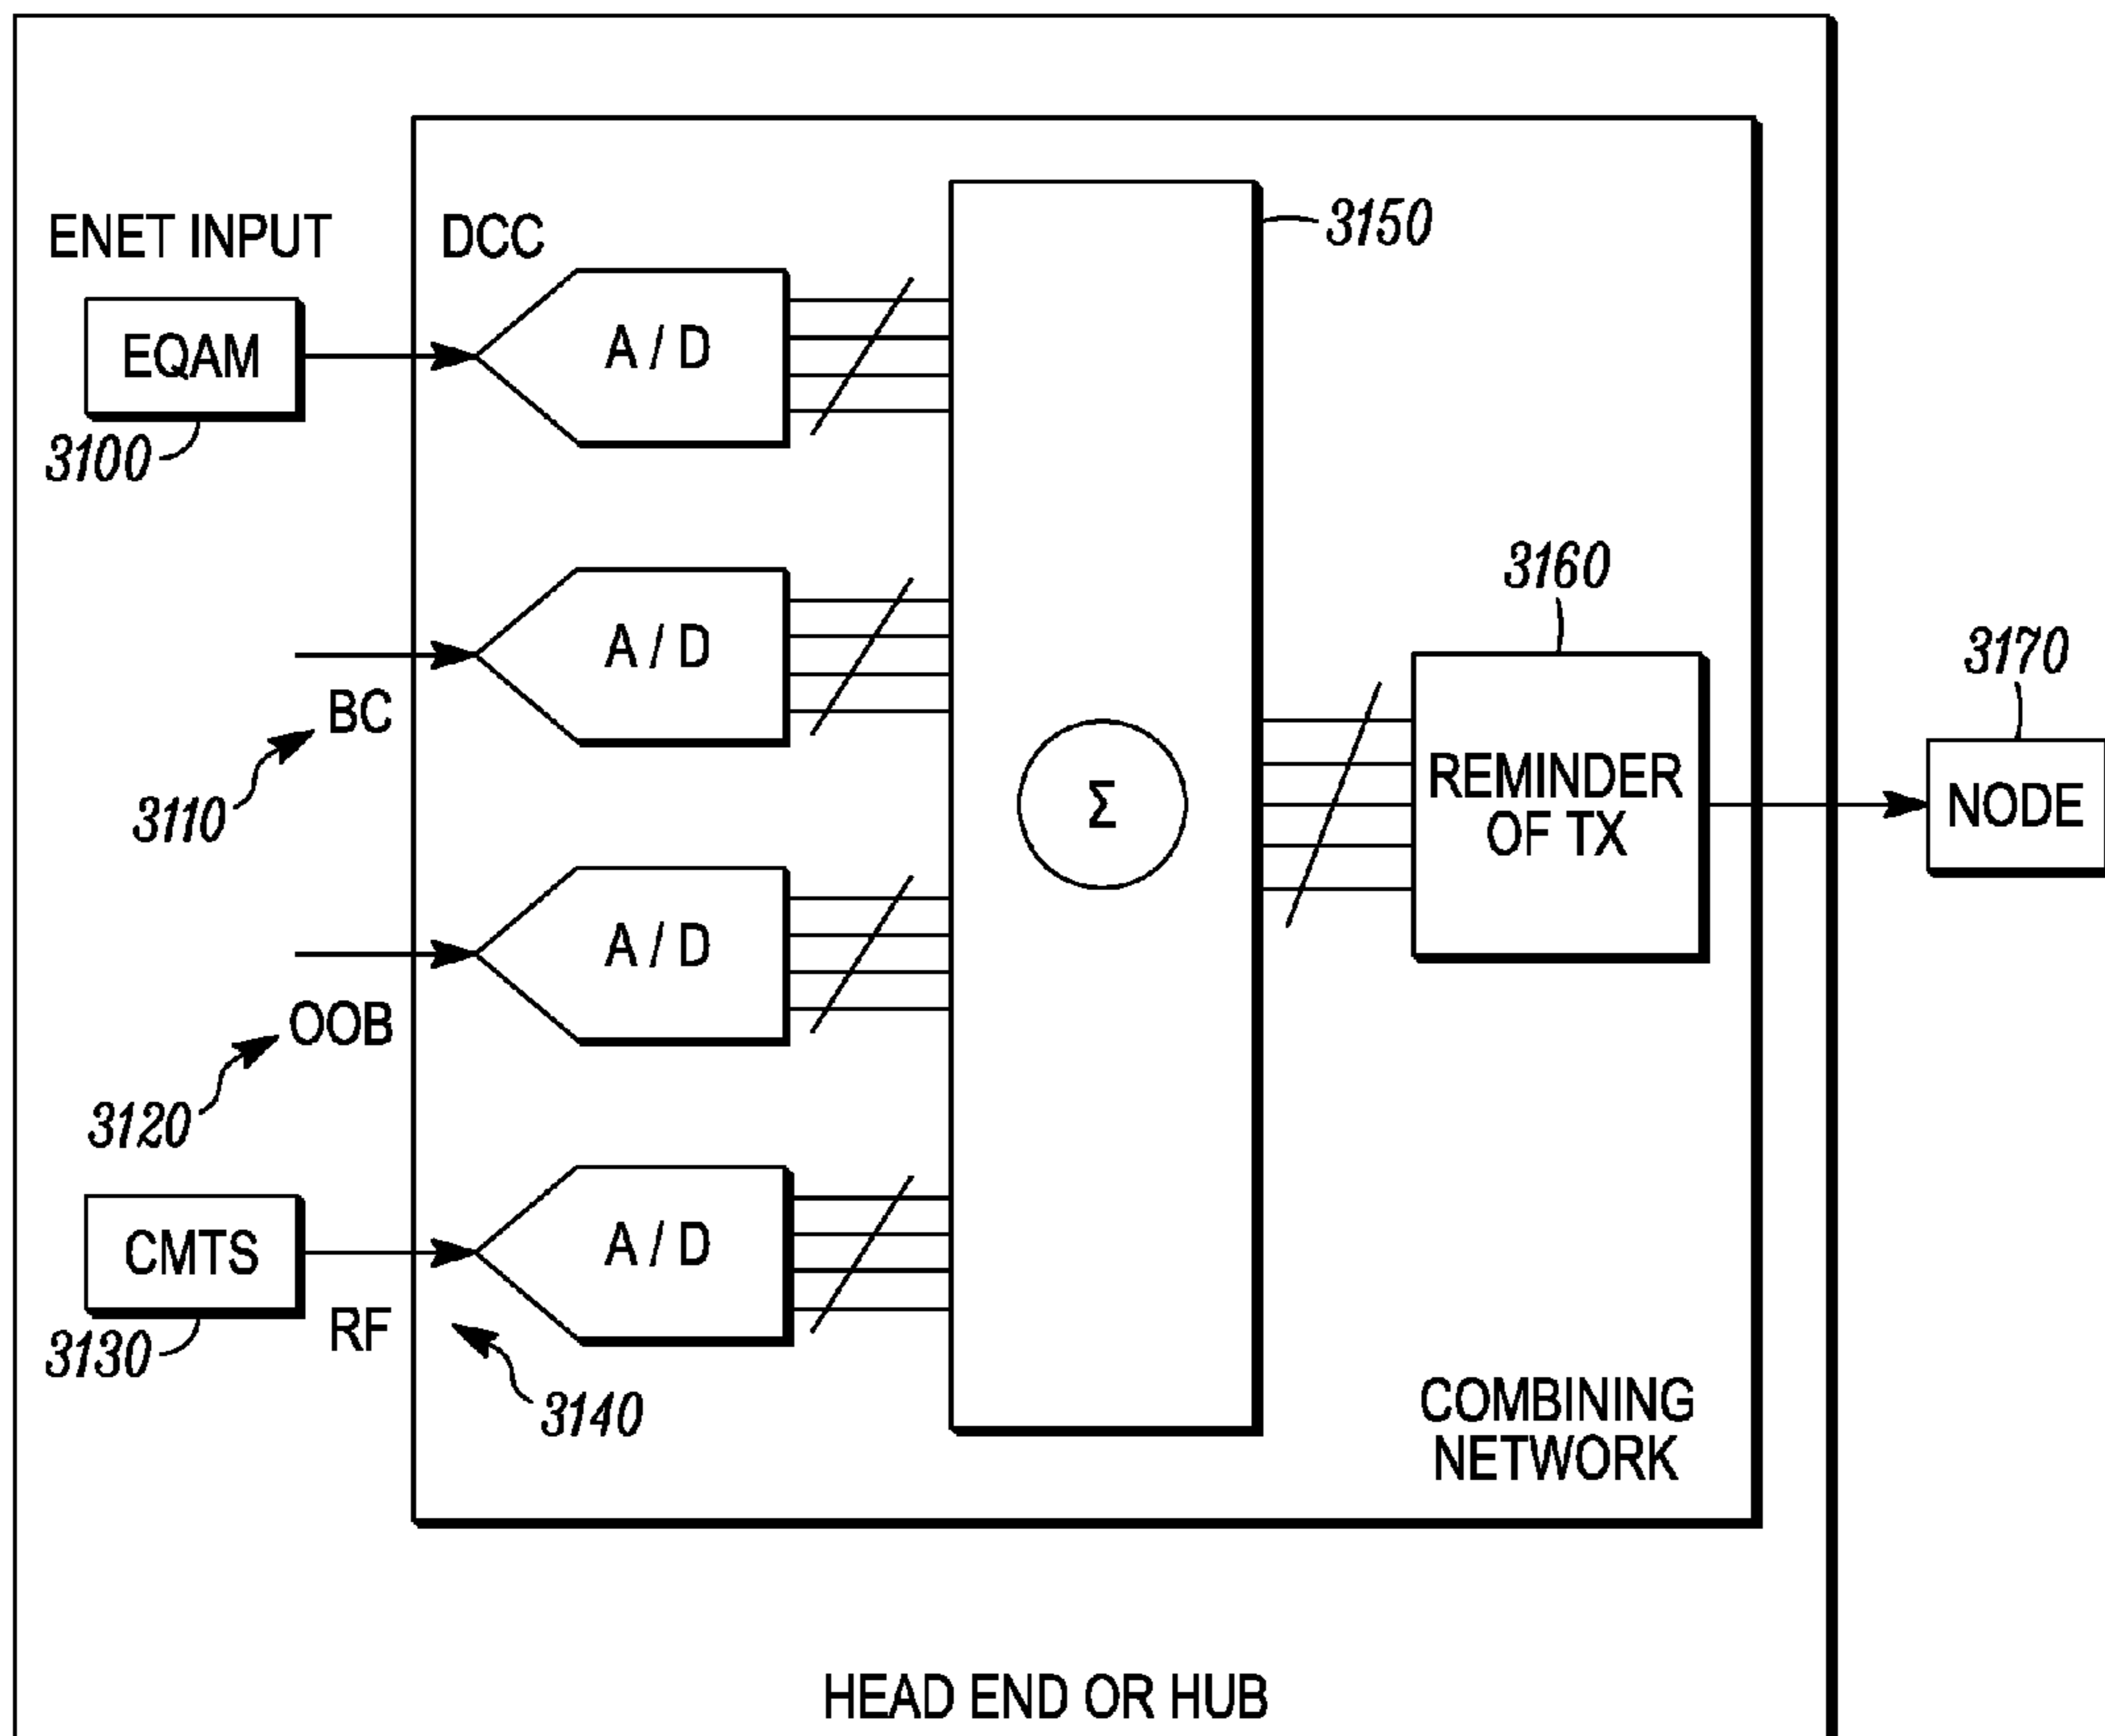 ENET INPUT
DCC
3150
EQAM
A / D
3100
3160
A / D
3170
BC
3110
Σ
REMINDER
OF TX
NODE
A / D
OOB
3120
CMTS
A / D
3130
RF
3140
COMBINING
NETWORK
HEAD END OR HUB